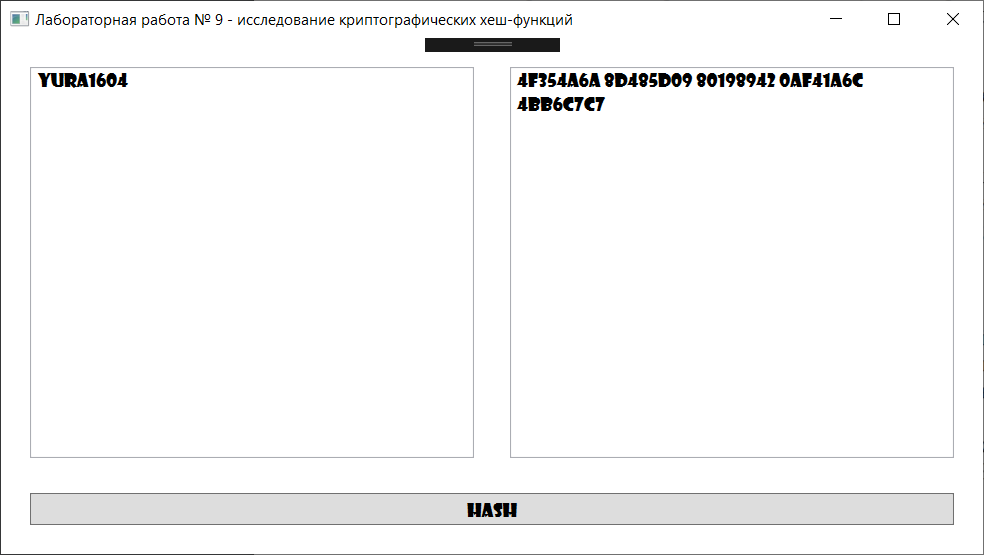 Лабораторная работа № 9 - исследование криптографических хеш-функций
YURA1604
4F354A6A 8D485D09 80198942 0AF41A6C
4BB6C7C7
HASH